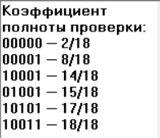 Коэффициент
полноты проверки:
00000 — 2/18
00001 — 8/18
10001 — 14/18
01001 — 15/18
10101 — 17/18
10011 — 18/18